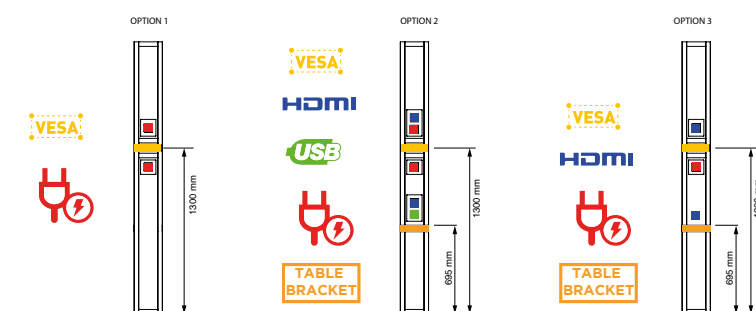 OPTION 1
VESA
1300 mm
OPTION 2
VESA
HDMI
USB
TABLE
BRACKET
1300 mm
695 mm
OPTION 3
VESA
HDMI
TABLE
BRACKET
695 mm